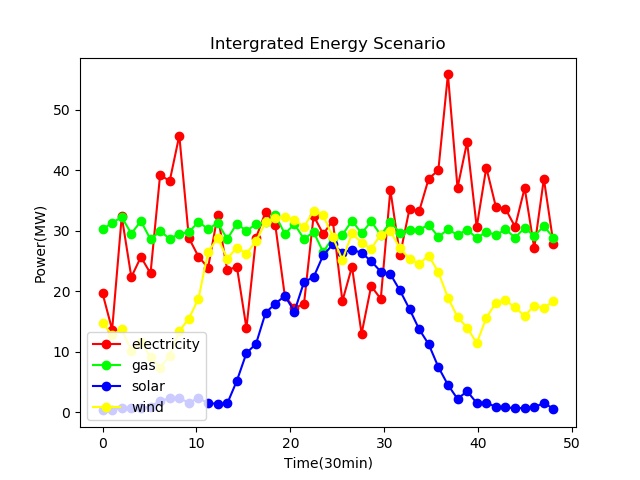 Intergrated Energy Scenario
Power(MW)
50
40
30
20
10
0
electricity
gas
solar
wind
0 10 20 30 40 50
Time(30min)